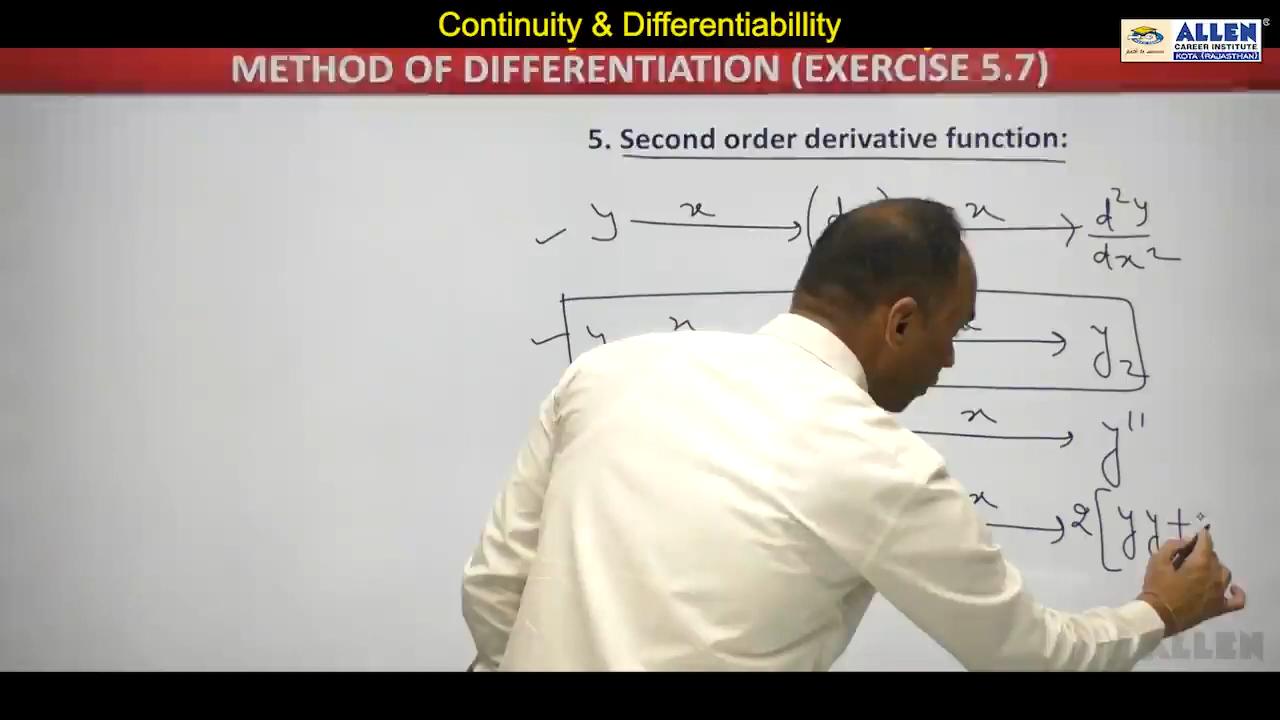 Continuity & Differentiabillity
ALLEN
CAREER INSTITUTE
KOTA (RAJASTHAN)
METHOD OF DIFFERENTIATION (EXERCISE 5.7)
5. Second order derivative function:
y x → (d x → d²y/dx²
y x → y₂
x → y''
x → 2[yy+
ALLEN